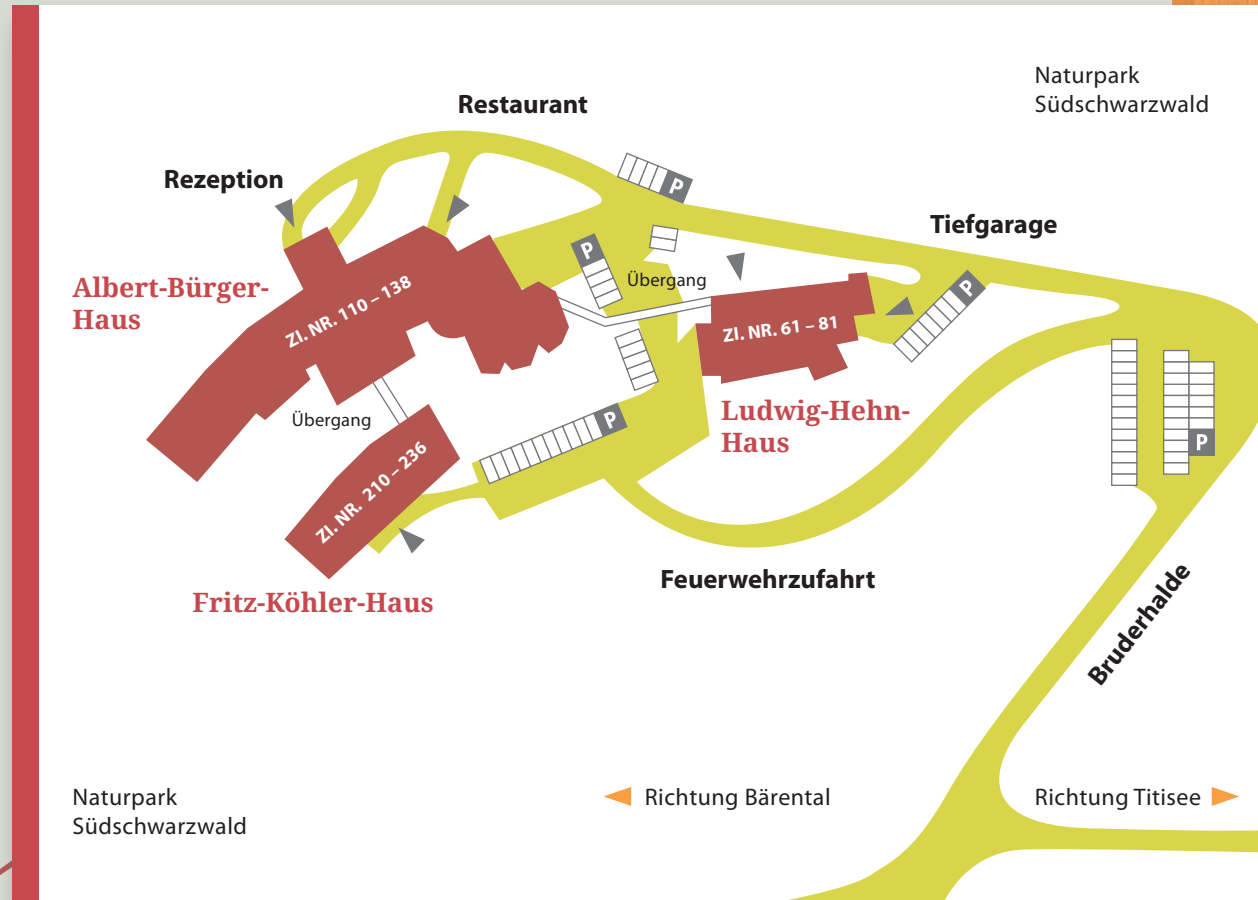 Naturpark
Südschwarzwald
Restaurant
Rezeption
P
Tiefgarage
P
Übergang
Albert-Bürger-
Haus
ZI. NR. 110 – 138
P
ZI. NR. 61 – 81
Übergang
P
Ludwig-Hehn-
Haus
P
ZI. NR. 210 – 236
Feuerwehrzufahrt
Fritz-Köhler-Haus
Bruderhalde
Naturpark
Südschwarzwald
Richtung Bärental
Richtung Titisee